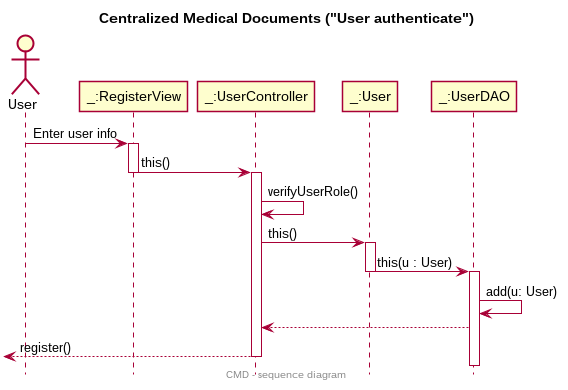 Centralized Medical Documents ("User authenticate")
User
_:RegisterView
_:UserController
_:User
_:UserDAO
Enter user info
this()
verifyUserRole()
this()
this(u : User)
add(u: User)
register()
CMD - sequence diagram